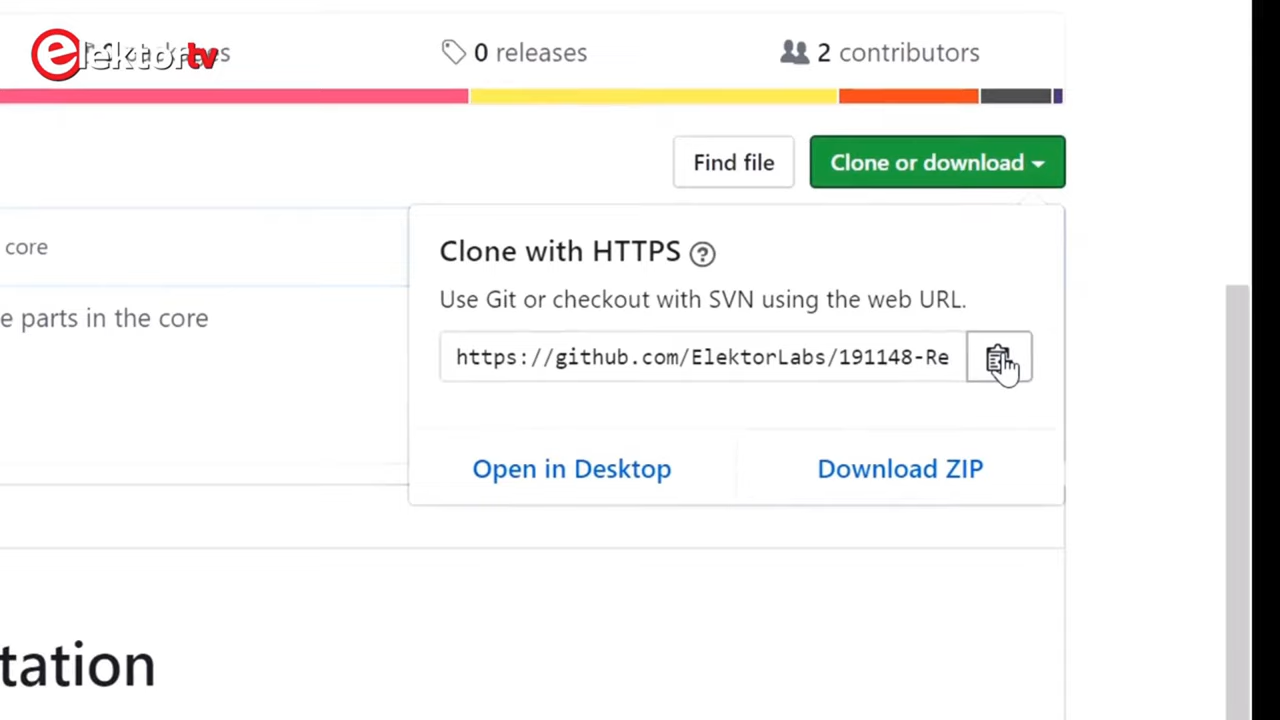 elektor tv
0 releases
2 contributors
Find file
Clone or download
core
Clone with HTTPS
Use Git or checkout with SVN using the web URL.
e parts in the core
https://github.com/ElektorLabs/191148-Re
Open in Desktop
Download ZIP
tation